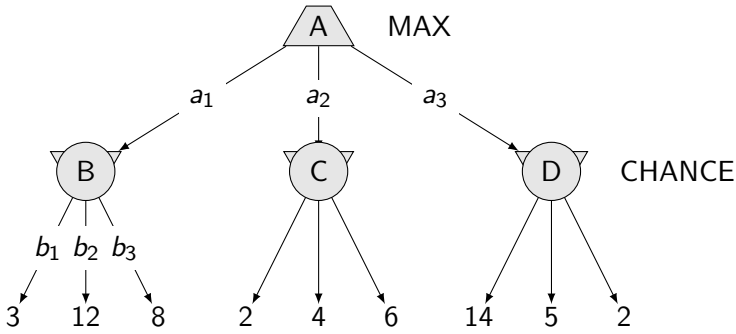 A MAX
a₁ a₂ a₃
B C D CHANCE
b₁ b₂ b₃
3 12 8 2 4 6 14 5 2